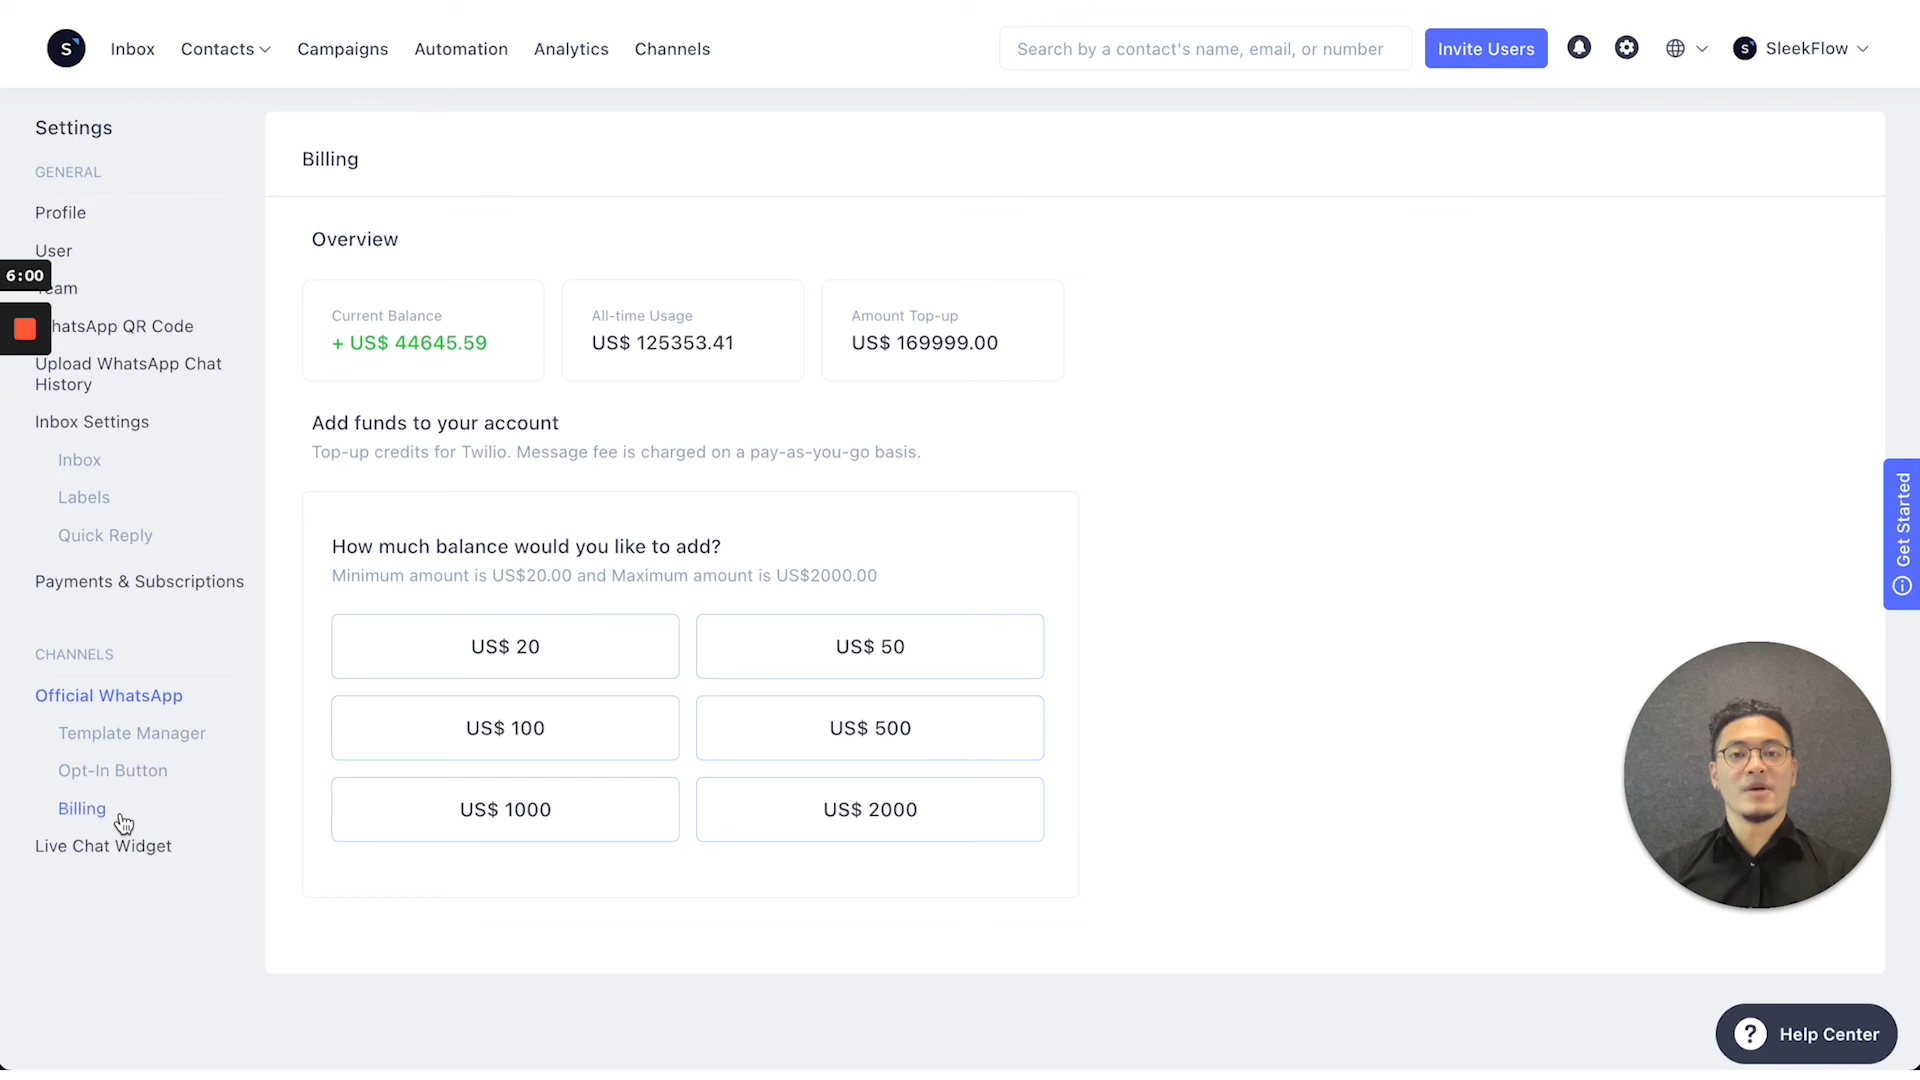 S
Inbox
Contacts
Campaigns
Automation
Analytics
Channels
Search by a contact's name, email, or number
Invite Users
S
SleekFlow
Settings
GENERAL
Profile
User
6:00
WhatsApp QR Code
Upload WhatsApp Chat
History
Inbox Settings
Inbox
Labels
Quick Reply
Payments & Subscriptions
CHANNELS
Official WhatsApp
Template Manager
Opt-In Button
Billing
Live Chat Widget
Billing
Overview
Current Balance
+ US$ 44645.59
All-time Usage
US$ 125353.41
Amount Top-up
US$ 169999.00
Add funds to your account
Top-up credits for Twilio. Message fee is charged on a pay-as-you-go basis.
How much balance would you like to add?
Minimum amount is US$20.00 and Maximum amount is US$2000.00
US$ 20
US$ 50
US$ 100
US$ 500
US$ 1000
US$ 2000
Get Started
? Help Center